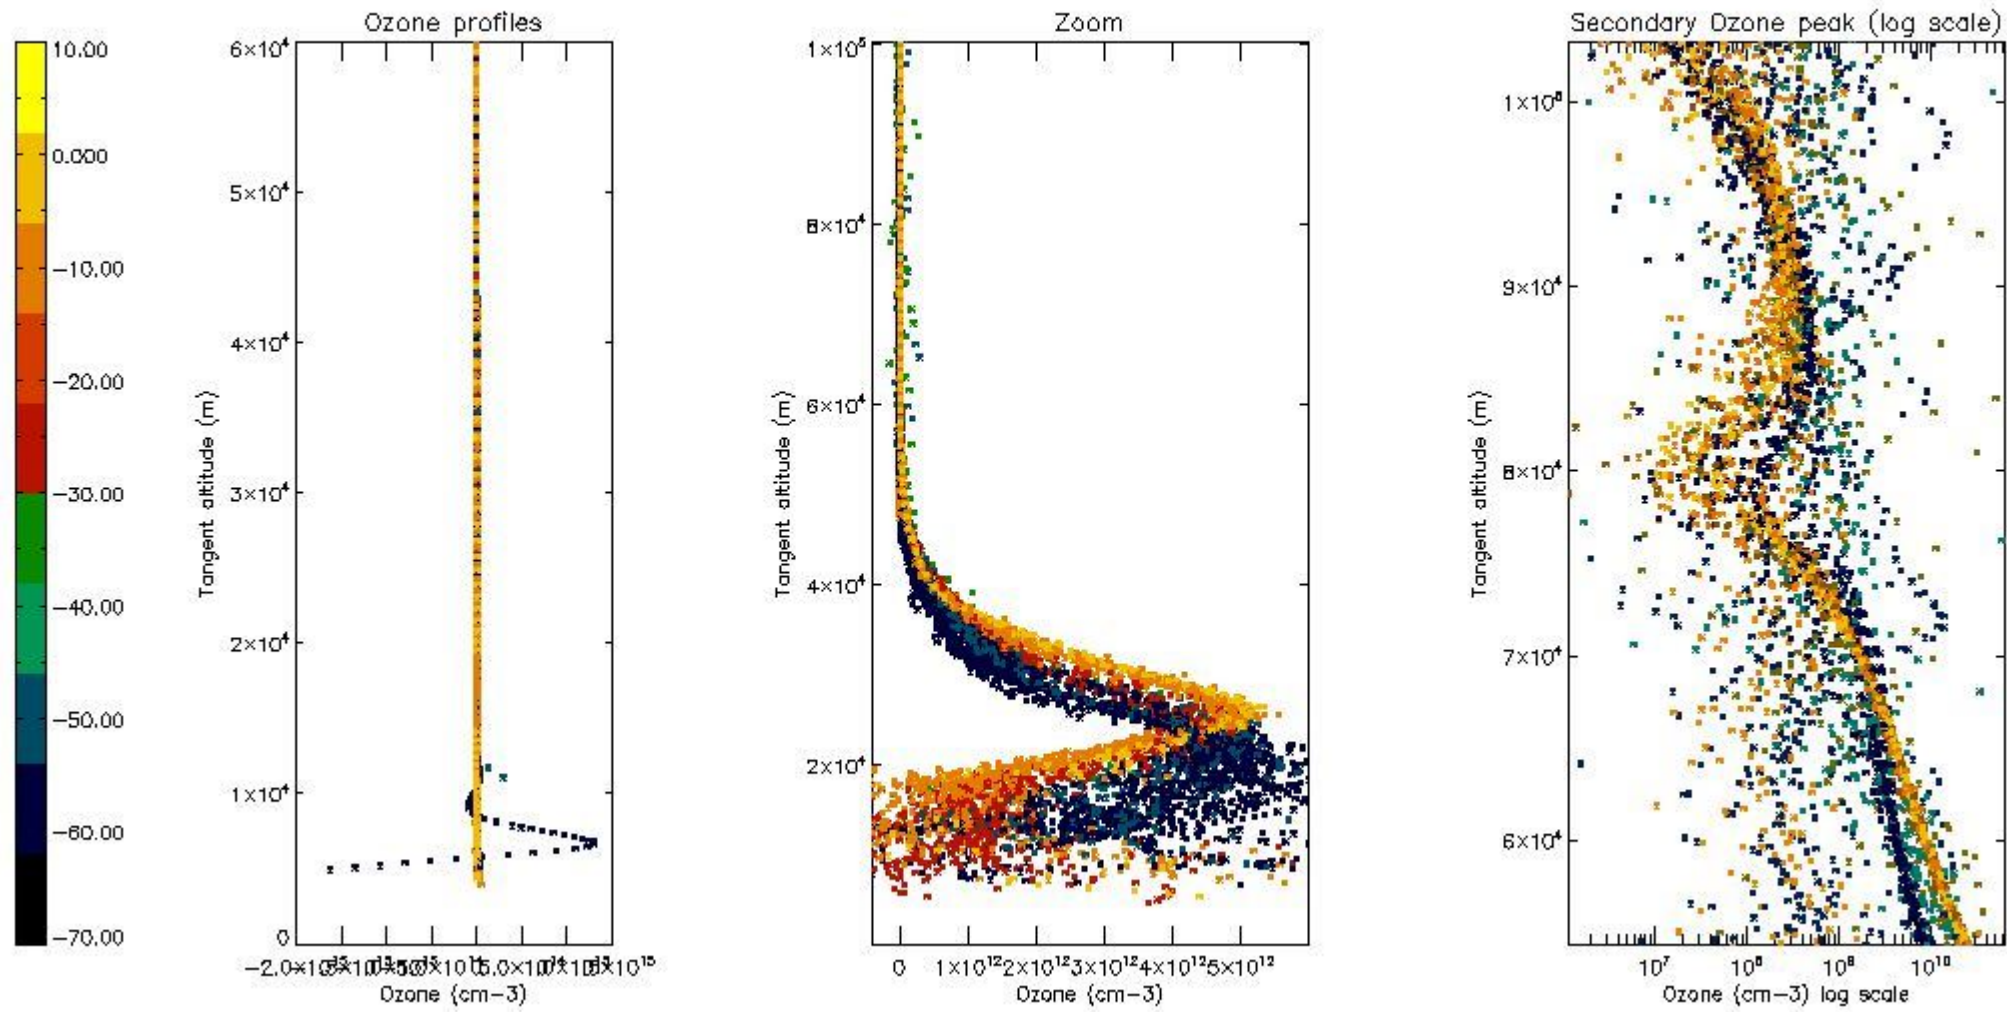 Ozone profiles
Zoom
Secondary Ozone peak (log scale)
10.00
0.000
−10.00
−20.00
−30.00
−40.00
−50.00
−60.00
−70.00
6×10⁴
5×10⁴
4×10⁴
3×10⁴
2×10⁴
1×10⁴
0
Tangent altitude (m)
Ozone (cm−3)
1×10⁵
8×10⁴
6×10⁴
4×10⁴
2×10⁴
Tangent altitude (m)
0 1×10¹² 2×10¹² 3×10¹² 4×10¹² 5×10¹²
Ozone (cm−3)
1×10⁵
9×10⁴
8×10⁴
7×10⁴
6×10⁴
Tangent altitude (m)
10⁷ 10⁸ 10⁹ 10¹⁰
Ozone (cm−3) log scale